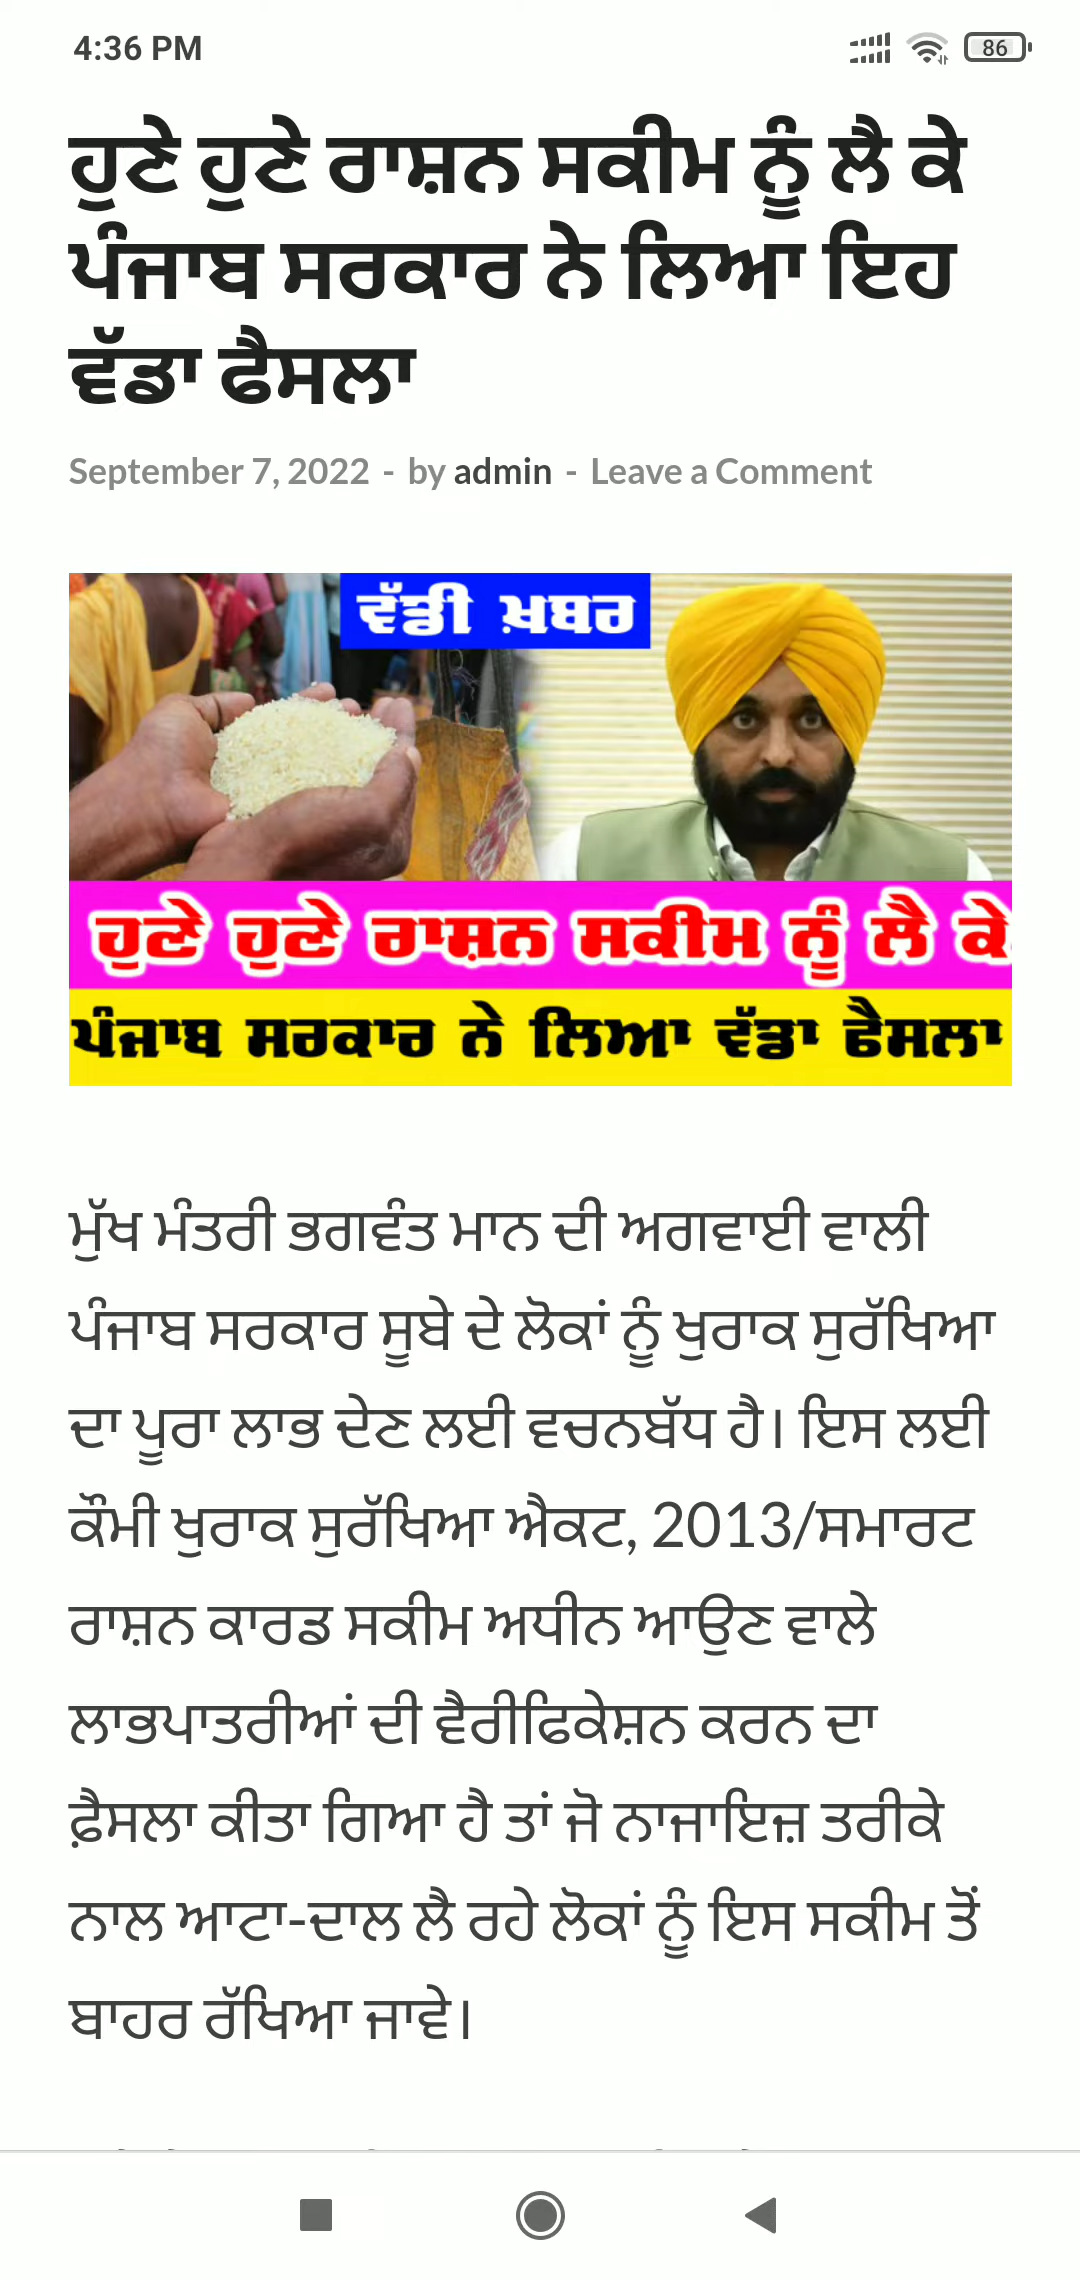 4:36 PM
86
ਹੁਣੇ ਹੁਣੇ ਰਾਸ਼ਨ ਸਕੀਮ ਨੂੰ ਲੈ ਕੇ
ਪੰਜਾਬ ਸਰਕਾਰ ਨੇ ਲਿਆ ਇਹ
ਵੱਡਾ ਫੈਸਲਾ
September 7, 2022 - by admin - Leave a Comment
ਵੱਡੀ ਖ਼ਬਰ
ਹੁਣੇ ਹੁਣੇ ਰਾਸ਼ਨ ਸਕੀਮ ਨੂੰ ਲੈ ਕੇ
ਪੰਜਾਬ ਸਰਕਾਰ ਨੇ ਲਿਆ ਵੱਡਾ ਫੈਸਲਾ
ਮੁੱਖ ਮੰਤਰੀ ਭਗਵੰਤ ਮਾਨ ਦੀ ਅਗਵਾਈ ਵਾਲੀ
ਪੰਜਾਬ ਸਰਕਾਰ ਸੂਬੇ ਦੇ ਲੋਕਾਂ ਨੂੰ ਖੁਰਾਕ ਸੁਰੱਖਿਆ
ਦਾ ਪੂਰਾ ਲਾਭ ਦੇਣ ਲਈ ਵਚਨਬੱਧ ਹੈ। ਇਸ ਲਈ
ਕੌਮੀ ਖੁਰਾਕ ਸੁਰੱਖਿਆ ਐਕਟ, 2013/ਸਮਾਰਟ
ਰਾਸ਼ਨ ਕਾਰਡ ਸਕੀਮ ਅਧੀਨ ਆਉਣ ਵਾਲੇ
ਲਾਭਪਾਤਰੀਆਂ ਦੀ ਵੈਰੀਫਿਕੇਸ਼ਨ ਕਰਨ ਦਾ
ਫ਼ੈਸਲਾ ਕੀਤਾ ਗਿਆ ਹੈ ਤਾਂ ਜੋ ਨਾਜਾਇਜ਼ ਤਰੀਕੇ
ਨਾਲ ਆਟਾ-ਦਾਲ ਲੈ ਰਹੇ ਲੋਕਾਂ ਨੂੰ ਇਸ ਸਕੀਮ ਤੋਂ
ਬਾਹਰ ਰੱਖਿਆ ਜਾਵੇ।